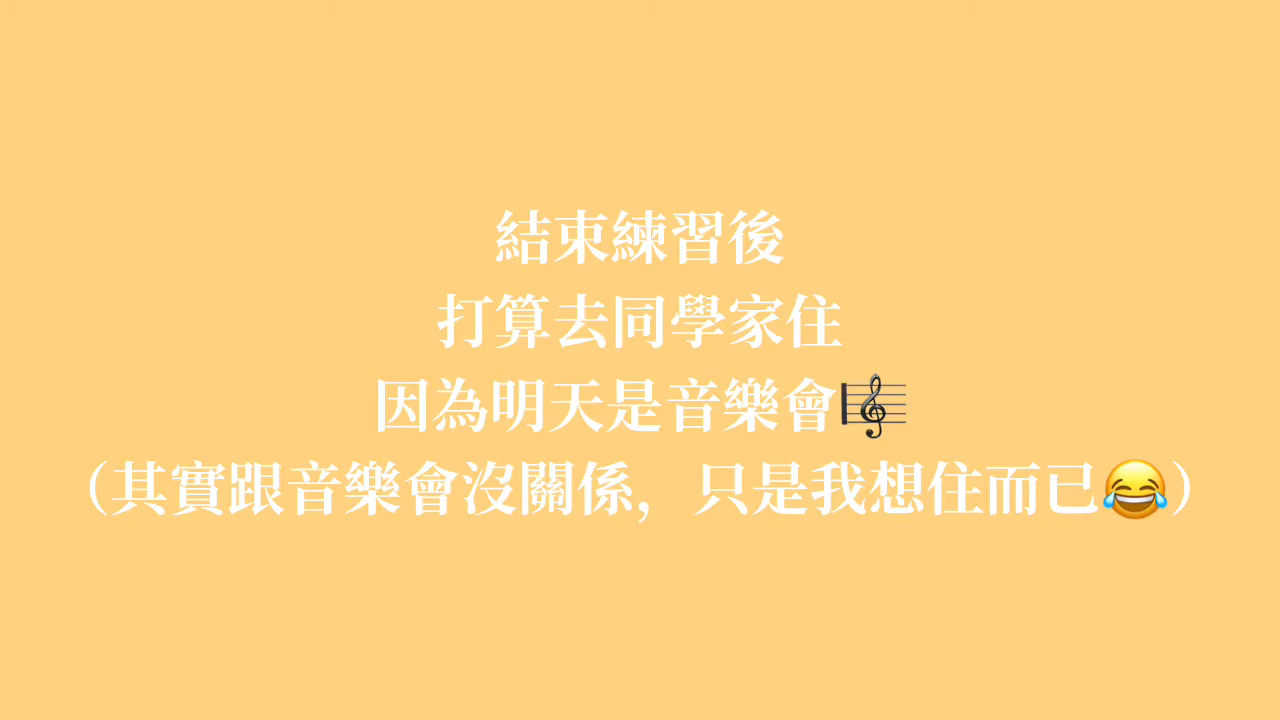 結束練習後
打算去同學家住
因為明天是音樂會🎼
（其實跟音樂會沒關係，只是我想住而已😂）